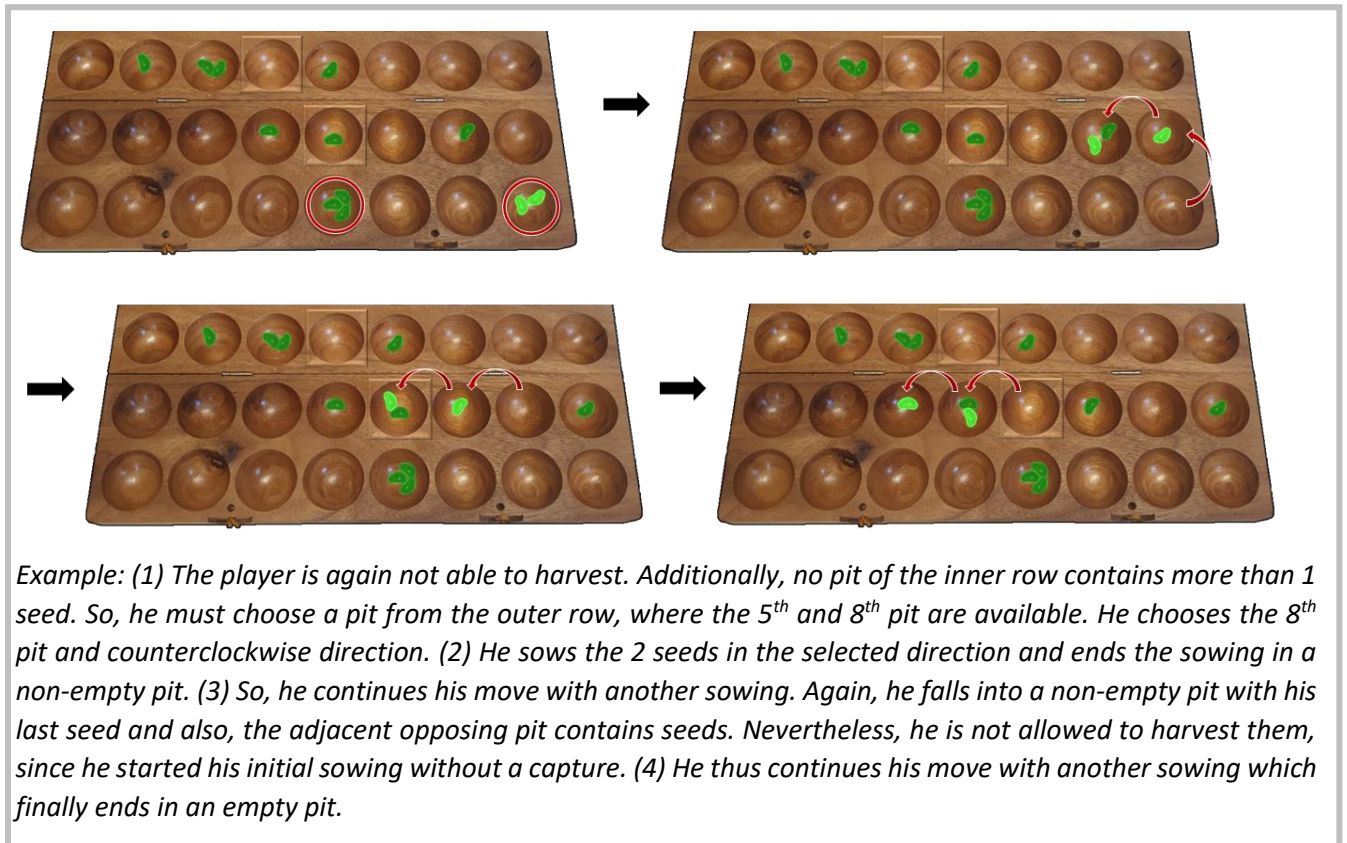 Example: (1) The player is again not able to harvest. Additionally, no pit of the inner row contains more than 1
seed. So, he must choose a pit from the outer row, where the 5th and 8th pit are available. He chooses the 8th
pit and counterclockwise direction. (2) He sows the 2 seeds in the selected direction and ends the sowing in a
non-empty pit. (3) So, he continues his move with another sowing. Again, he falls into a non-empty pit with his
last seed and also, the adjacent opposing pit contains seeds. Nevertheless, he is not allowed to harvest them,
since he started his initial sowing without a capture. (4) He thus continues his move with another sowing which
finally ends in an empty pit.